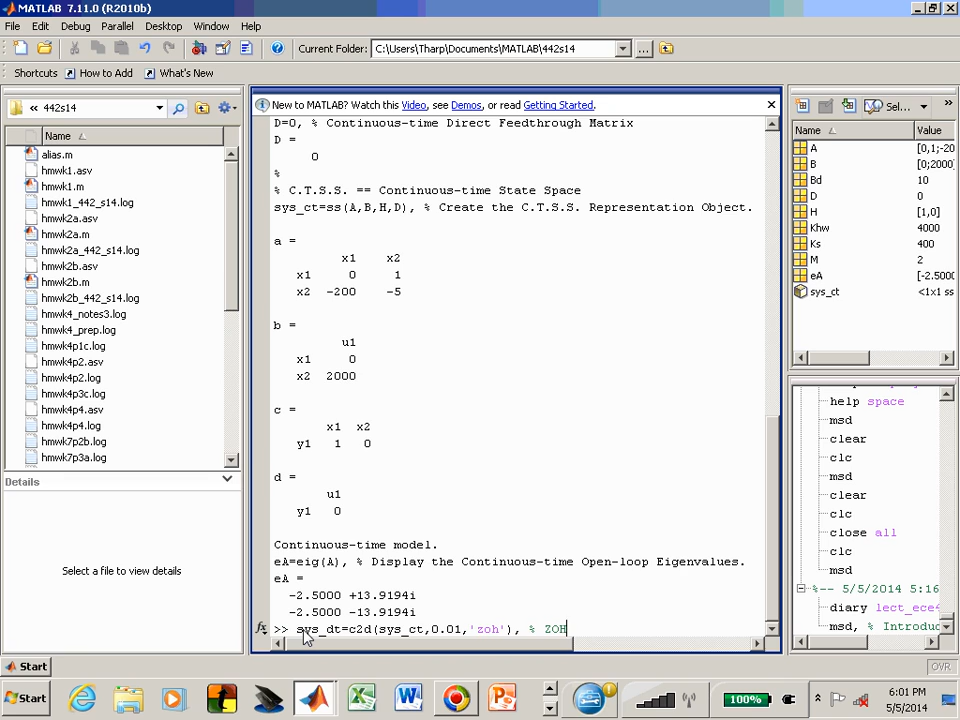 MATLAB 7.11.0 (R2010b)
File Edit Debug Parallel Desktop Window Help
Current Folder: C:\Users\Tharp\Documents\MATLAB\442s14
Shortcuts How to Add What's New
« 442s14
Name
alias.m
hmwk1.asv
hmwk1.m
hmwk1_442_s14.log
hmwk2a.asv
hmwk2a.m
hmwk2a_442_s14.log
hmwk2b.asv
hmwk2b.m
hmwk2b_442_s14.log
hmwk4_notes3.log
hmwk4_prep.log
hmwk4p1c.log
hmwk4p2.asv
hmwk4p2.log
hmwk4p3c.log
hmwk4p4.asv
hmwk4p4.log
hmwk7p2b.log
hmwk7p3a.log
Details
Select a file to view details
New to MATLAB? Watch this Video, see Demos, or read Getting Started.
D=0, % Continuous-time Direct Feedthrough Matrix
D =
0
%
% C.T.S.S. == Continuous-time State Space
sys_ct=ss(A,B,H,D), % Create the C.T.S.S. Representation Object.
a =
x1 x2
x1 0 1
x2 -200 -5
b =
u1
x1 0
x2 2000
c =
x1 x2
y1 1 0
d =
u1
y1 0
Continuous-time model.
eA=eig(A), % Display the Continuous-time Open-loop Eigenvalues.
eA =
-2.5000 +13.9194i
-2.5000 -13.9194i
fx >> sys_dt=c2d(sys_ct,0.01,'zoh'), % ZOH
Sel... »
Name Value
A [0,1;-20
B [0;2000
Bd 10
D 0
H [1,0]
Khw 4000
Ks 400
M 2
eA [-2.5000
sys_ct <1x1 ss
help space
msd
clear
clc
msd
clear
clc
close all
clc
msd
%-- 5/5/2014 5:16
diary lect_ece4
msd, % Introduc
Start
OVR
Start
100%
6:01 PM
5/5/2014